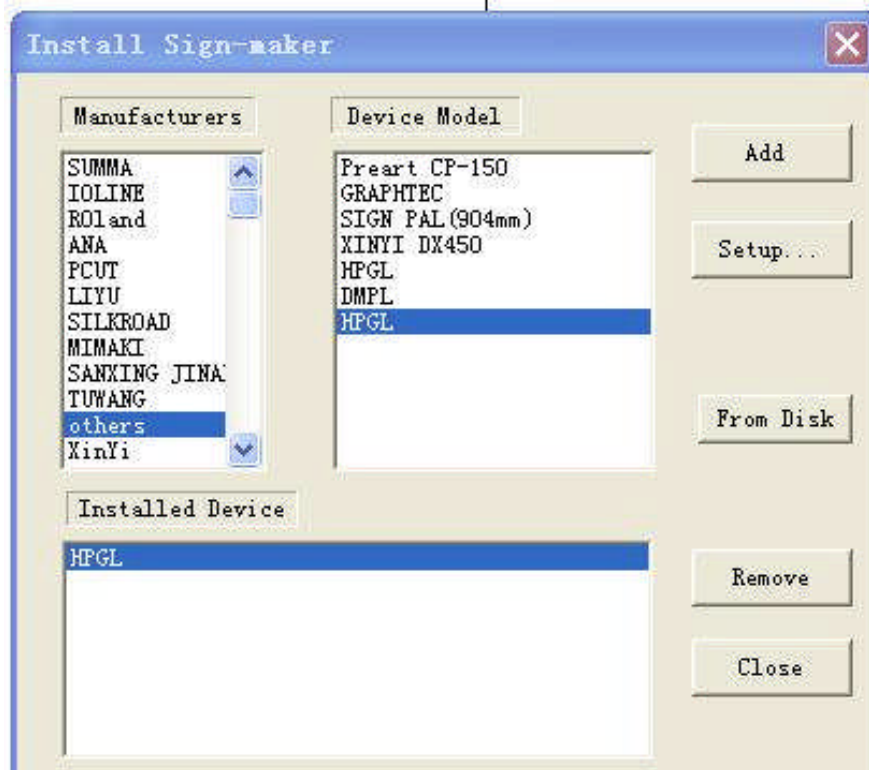 Install Sign-maker
Manufacturers
SUMMA
IOLINE
ROland
ANA
PCUT
LIYU
SILKROAD
MIMAKI
SANXING JINA
TUWANG
others
XinYi
Device Model
Preart CP-150
GRAPHTEC
SIGN PAL(904mm)
XINYI DX450
HPGL
DMPL
HPGL
Add
Setup...
From Disk
Installed Device
HPGL
Remove
Close